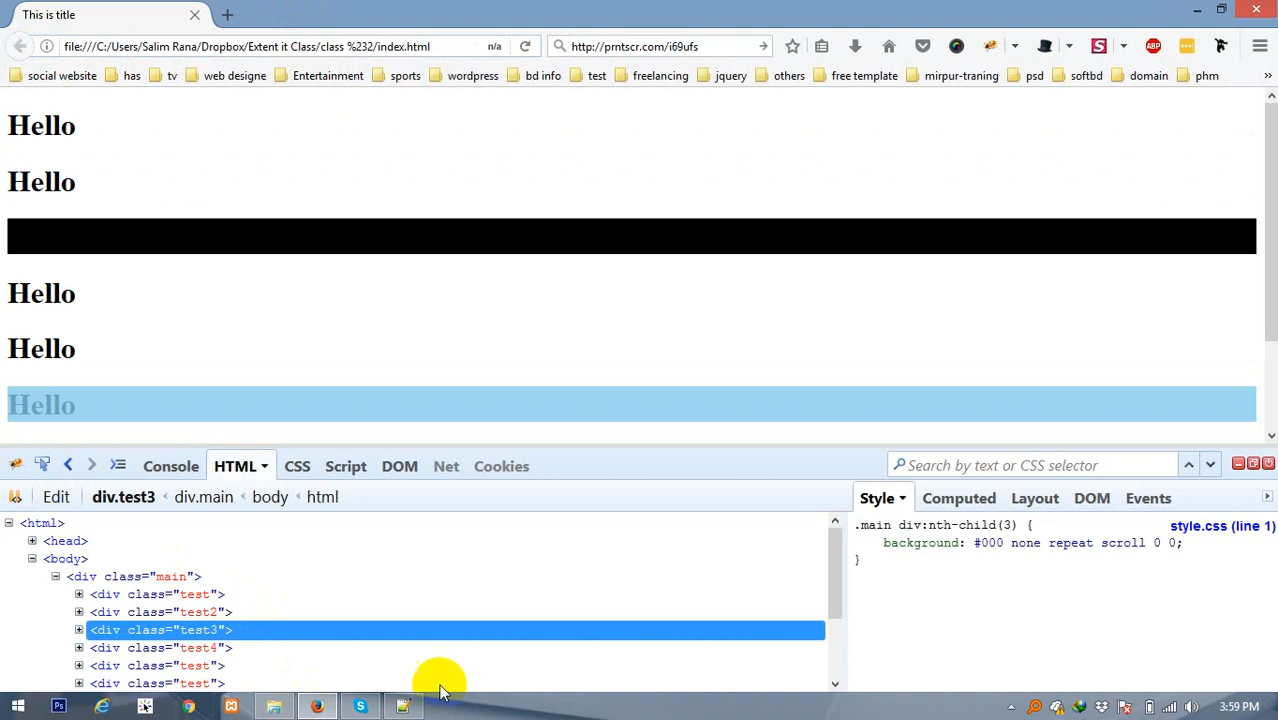 This is title
file:///C:/Users/Salim Rana/Dropbox/Extent it Class/class %232/index.html n/a http://prntscr.com/i69ufs
social website has tv web designe Entertainment sports wordpress bd info test freelancing jquery others free template mirpur-traning psd softbd domain phm »
Hello
Hello
Hello
Hello
Hello
Console HTML CSS Script DOM Net Cookies Search by text or CSS selector
Edit div.test3 div.main body html Style Computed Layout DOM Events
<html>
<head>
<body>
<div class="main">
<div class="test">
<div class="test2">
<div class="test3">
<div class="test4">
<div class="test">
<div class="test">
.main div:nth-child(3) { style.css (line 1)
background: #000 none repeat scroll 0 0;
}
3:59 PM